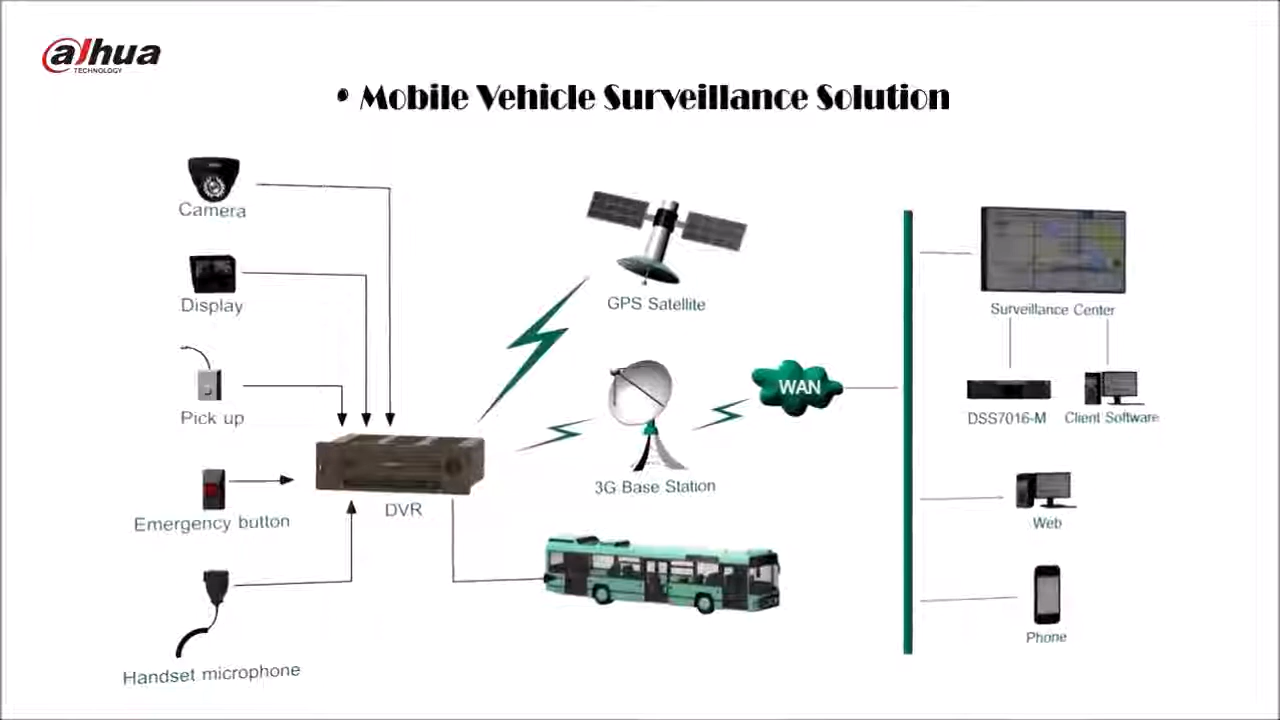 alhua
TECHNOLOGY
• Mobile Vehicle Surveillance Solution
Camera
Display
Pick up
Emergency button
Handset microphone
DVR
GPS Satellite
3G Base Station
WAN
Surveillance Center
DSS7016-M
Client Software
Web
Phone